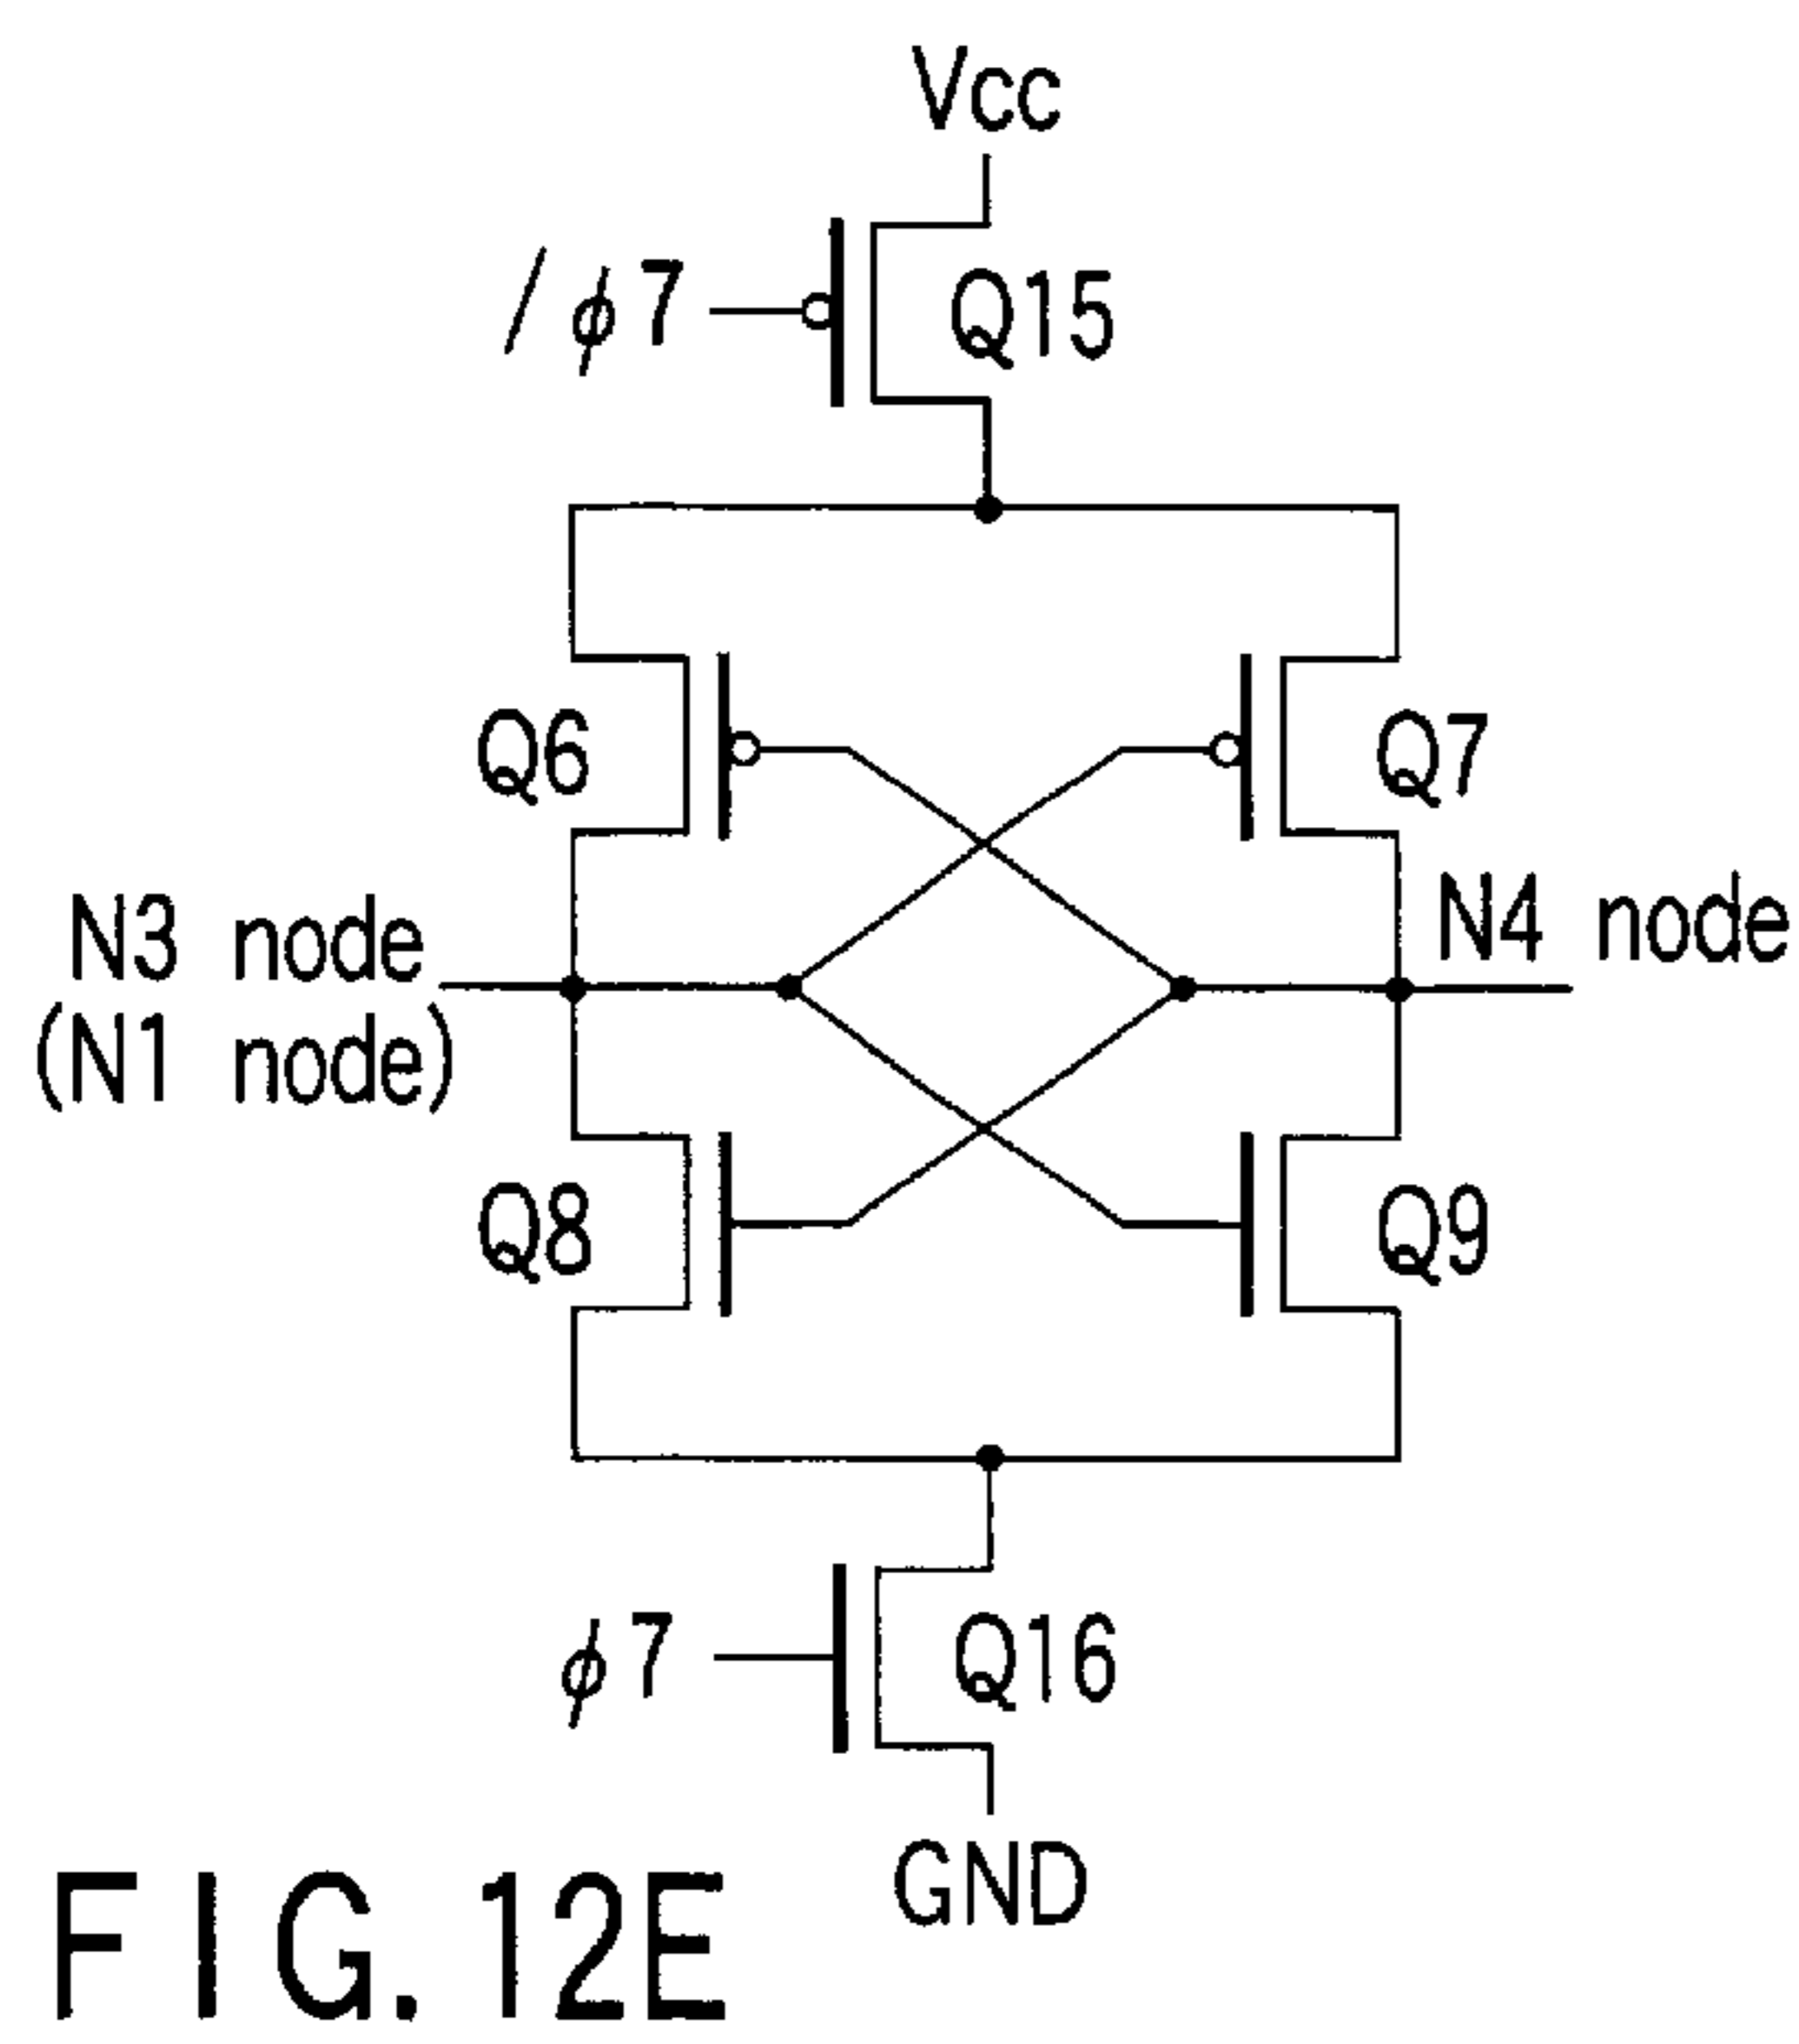 Vcc
/ϕ7
Q15
Q6
Q7
N3 node
(N1 node)
N4 node
Q8
Q9
ϕ7
Q16
GND
FIG. 12E